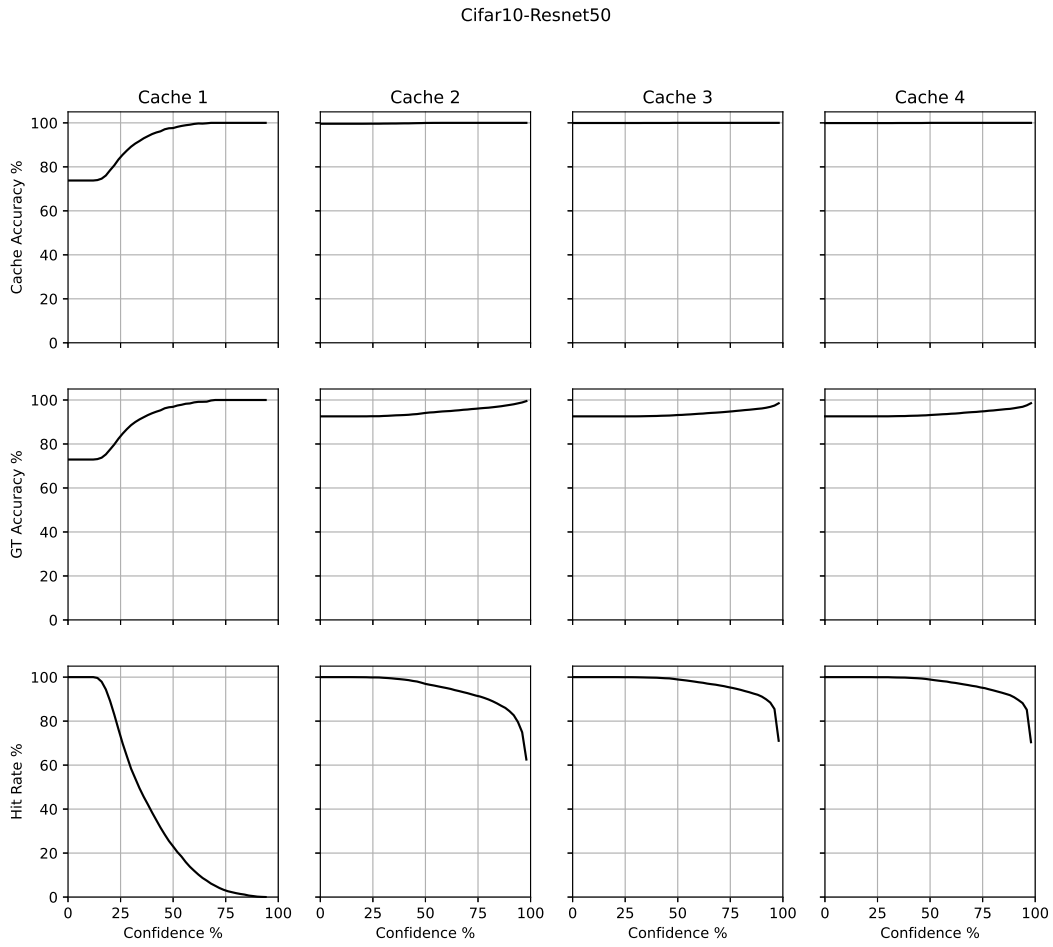 Cifar10-Resnet50
Cache 1 Cache 2 Cache 3 Cache 4
Cache Accuracy %
100
80
60
40
20
0
GT Accuracy %
100
80
60
40
20
0
Hit Rate %
100
80
60
40
20
0
0 25 50 75 100 0 25 50 75 100 0 25 50 75 100 0 25 50 75 100
Confidence % Confidence % Confidence % Confidence %